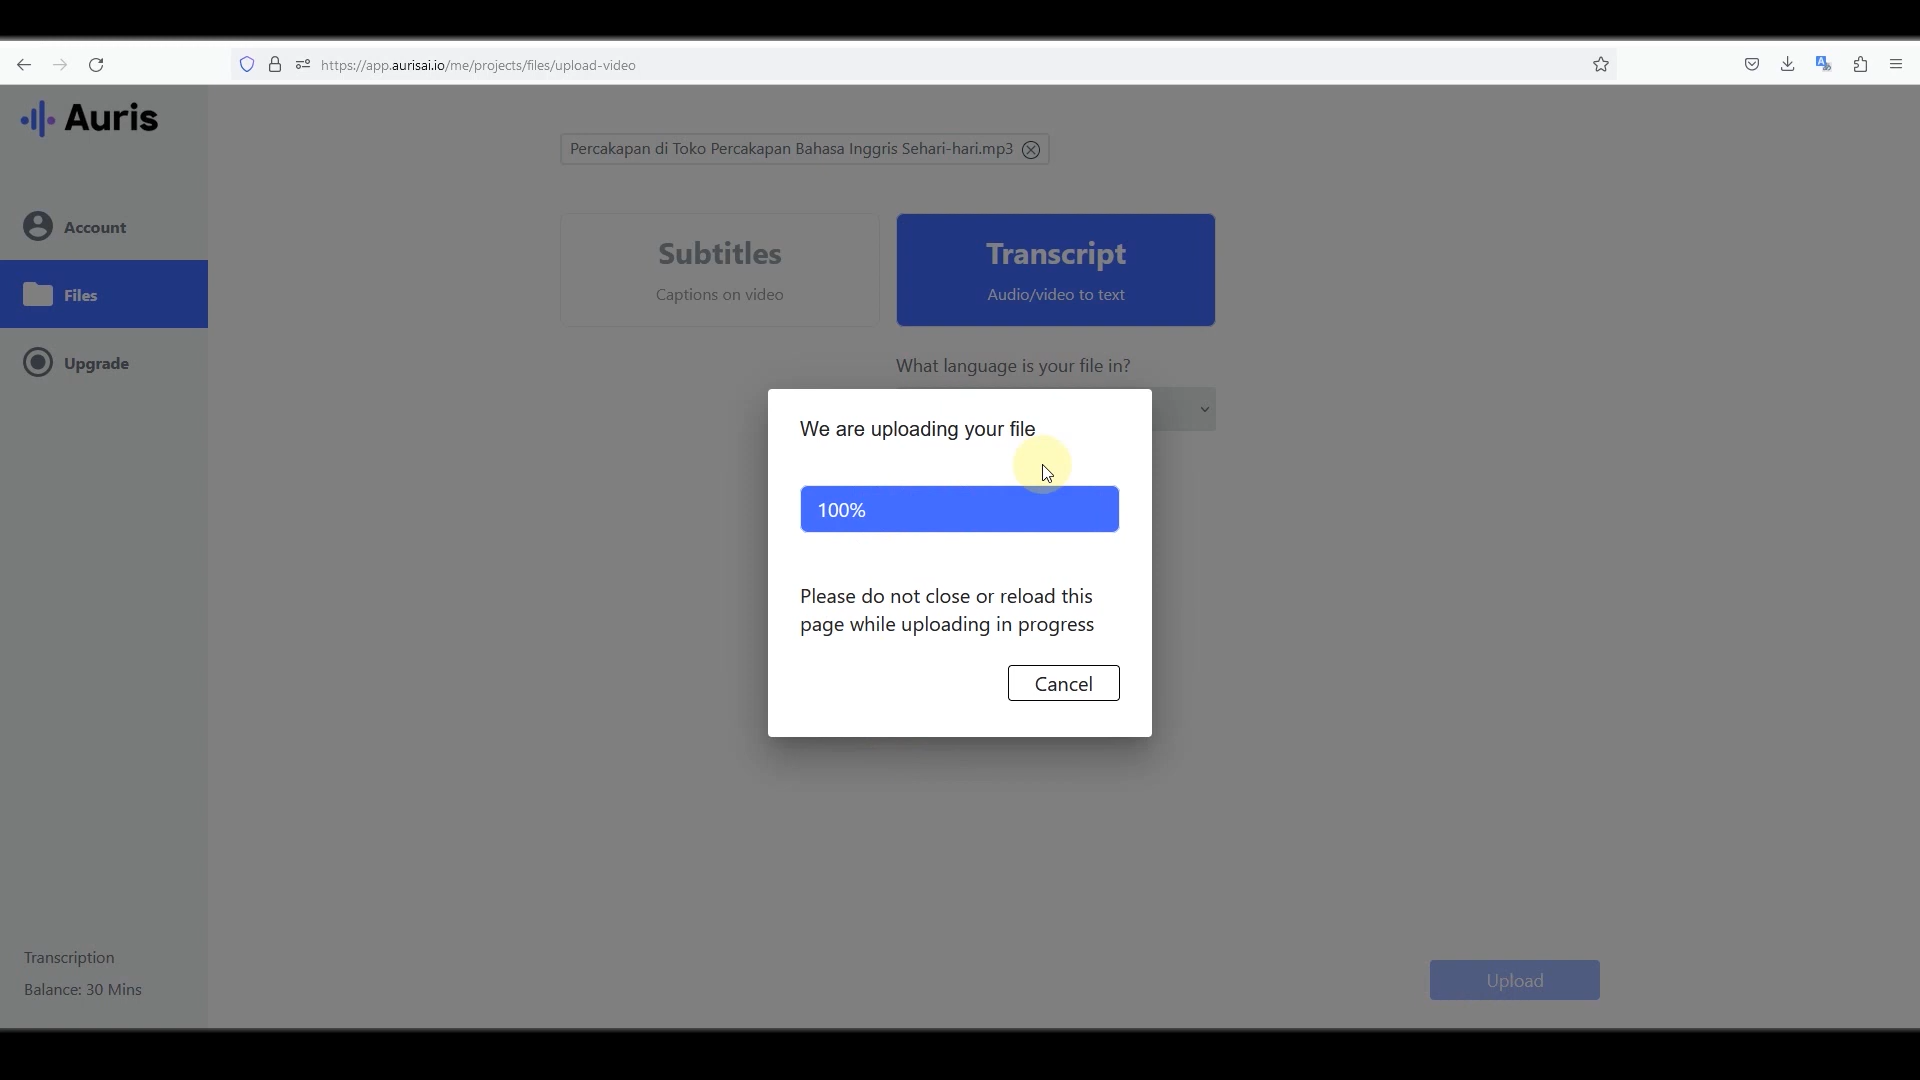 https://app.aurisai.io/me/projects/files/upload-video
Auris
Percakapan di Toko Percakapan Bahasa Inggris Sehari-hari.mp3
Account
Files
Upgrade
Subtitles
Captions on video
Transcript
Audio/video to text
What language is your file in?
We are uploading your file
100%
Please do not close or reload this
page while uploading in progress
Cancel
Transcription
Balance: 30 Mins
Upload